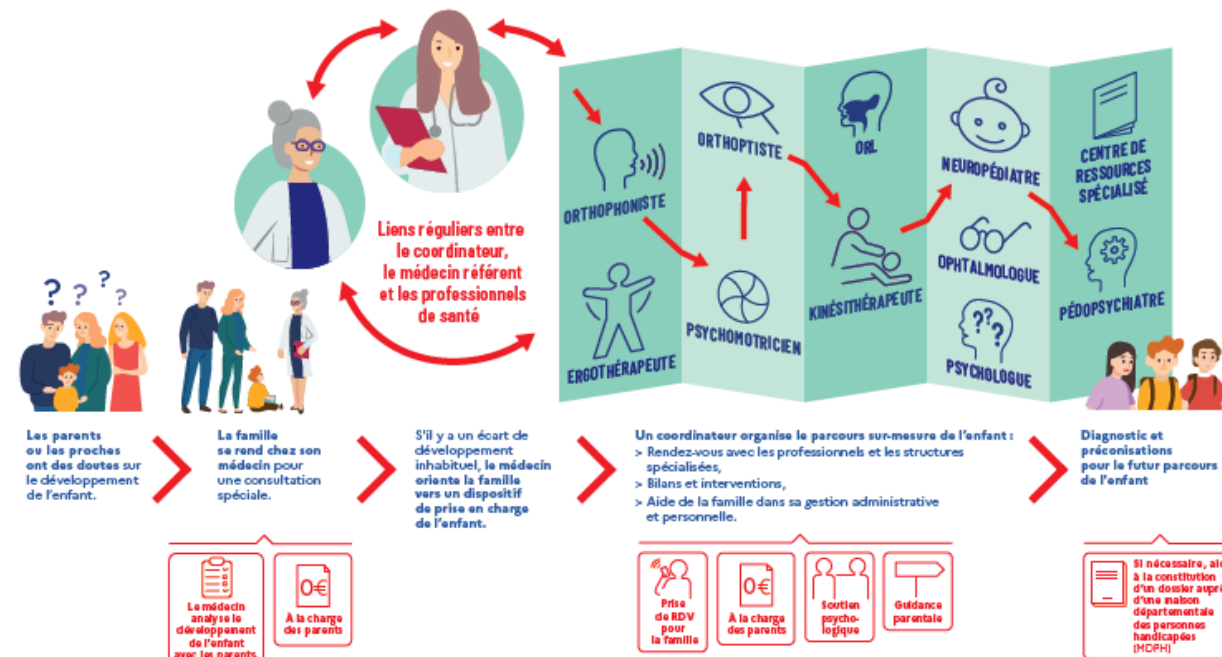 Liens réguliers entre
le coordinateur,
le médecin référent
et les professionnels
de santé
ORTHOPHONISTE
ERGOTHÉRAPEUTE
ORTHOPTISTE
PSYCHOMOTRICIEN
ORL
KINÉSITHÉRAPEUTE
NEUROPÉDIATRE
OPHTALMOLOGUE
PSYCHOLOGUE
CENTRE DE
RESSOURCES
SPÉCIALISÉ
PÉDOPSYCHIATRE
? ? ? ?
???
Les parents
ou les proches
ont des doutes sur
le développement
de l'enfant.
La famille
se rend chez son
médecin pour
une consultation
spéciale.
S'il y a un écart de
développement
inhabituel, le médecin
oriente la famille
vers un dispositif
de prise en charge
de l'enfant.
Un coordinateur organise le parcours sur-mesure de l'enfant :
> Rendez-vous avec les professionnels et les structures
spécialisées,
> Bilans et interventions,
> Aide de la famille dans sa gestion administrative
et personnelle.
Diagnostic et
préconisations
pour le futur parcours
de l'enfant
Le médecin
analyse le
développement
de l'enfant
avec les parents
0€
À la charge
des parents
Prise
de RDV
pour
la famille
0€
À la charge
des parents
Soutien
psycho-
logique
Guidance
parentale
Si nécessaire,
à la constitution
d'un dossier
d'une maison
départementale
des personnes
handicapées
(MDPH)